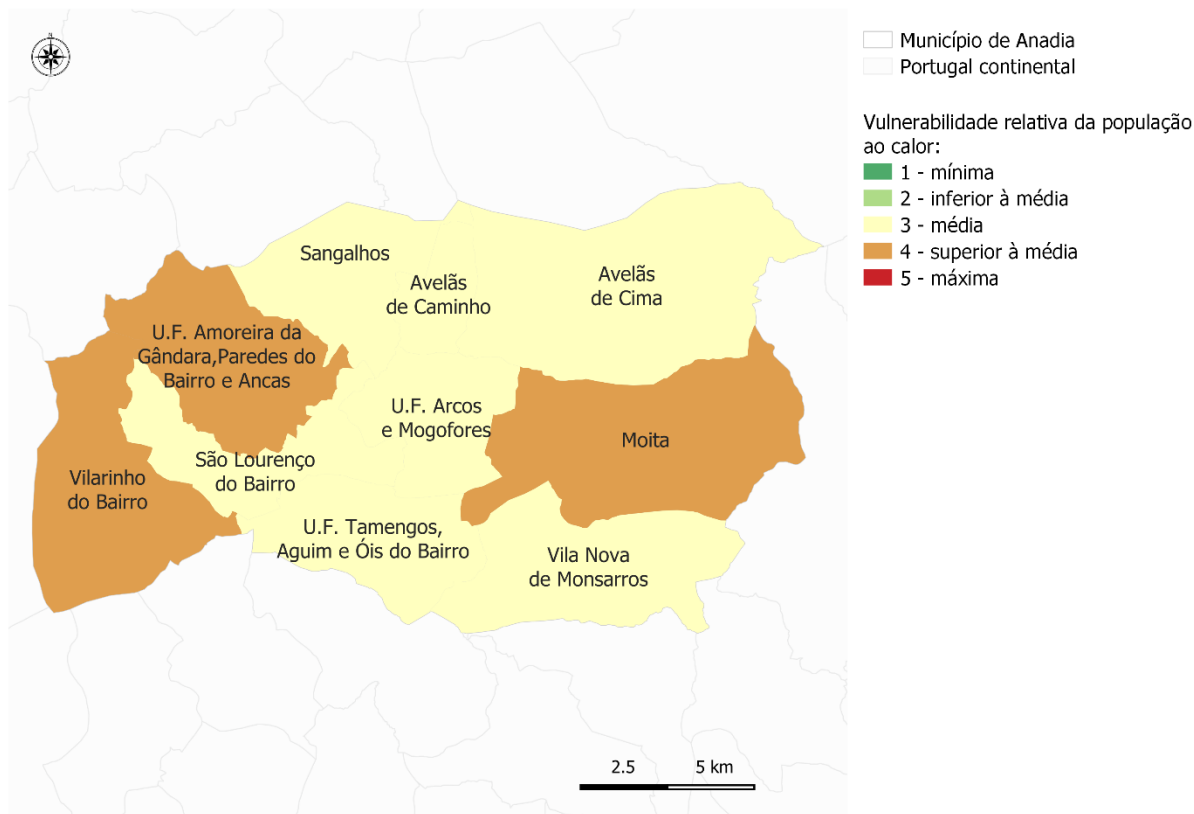 N
Município de Anadia
Portugal continental
Vulnerabilidade relativa da população
ao calor:
1 - mínima
2 - inferior à média
3 - média
4 - superior à média
5 - máxima
Sangalhos
Avelãs
de Caminho
Avelãs
de Cima
U.F. Amoreira da
Gândara,Paredes do
Bairro e Ancas
U.F. Arcos
e Mogofores
Moita
São Lourenço
do Bairro
Vilarinho
do Bairro
U.F. Tamengos,
Aguim e Óis do Bairro
Vila Nova
de Monsarros
2.5 5 km